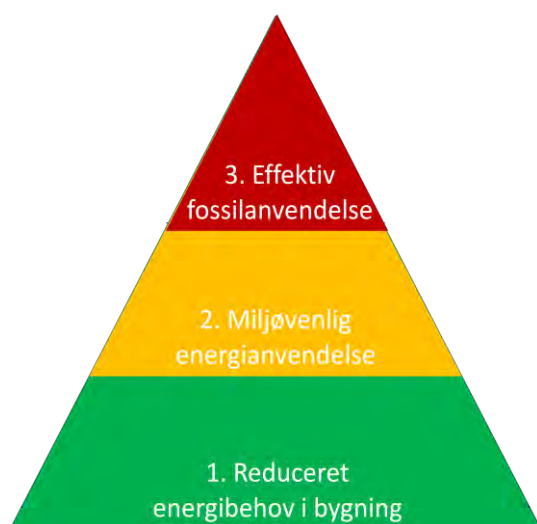 3. Effektiv
fossilanvendelse
2. Miljøvenlig
energianvendelse
1. Reduceret
energibehov i bygning